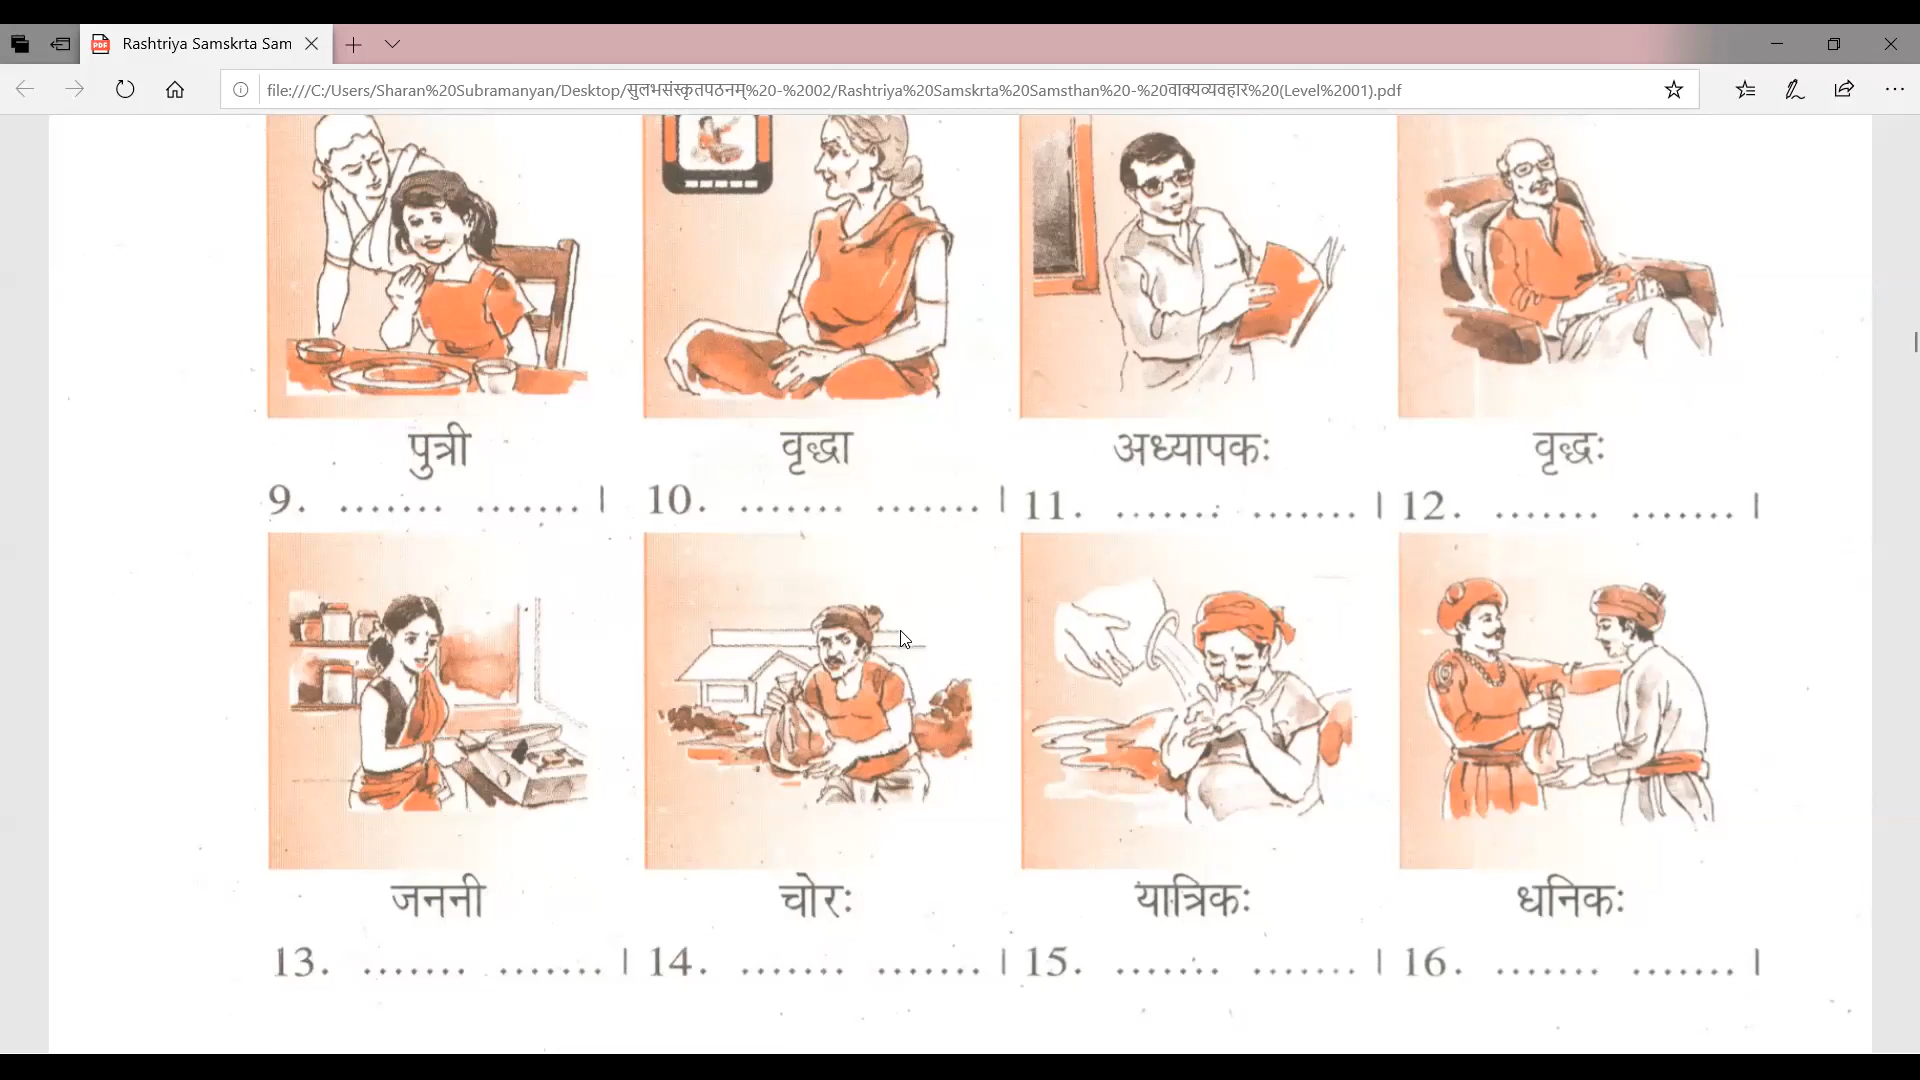 Rashtriya Samskrta Sam
file:///C:/Users/Sharan%20Subramanyan/Desktop/सुलभसंस्कृतपठनम्%20-%2002/Rashtriya%20Samskrta%20Samsthan%20-%20वाक्यव्यवहार%20(Level%2001).pdf
पुत्री वृद्धा अध्यापकः वृद्धः
9. ....... ....... । 10. ....... ....... । 11. ....... ....... । 12. ....... ....... ।
जननी चोरः यात्रिकः धनिकः
13. ....... ....... । 14. ....... ....... । 15. ....... ....... । 16. ....... ....... ।